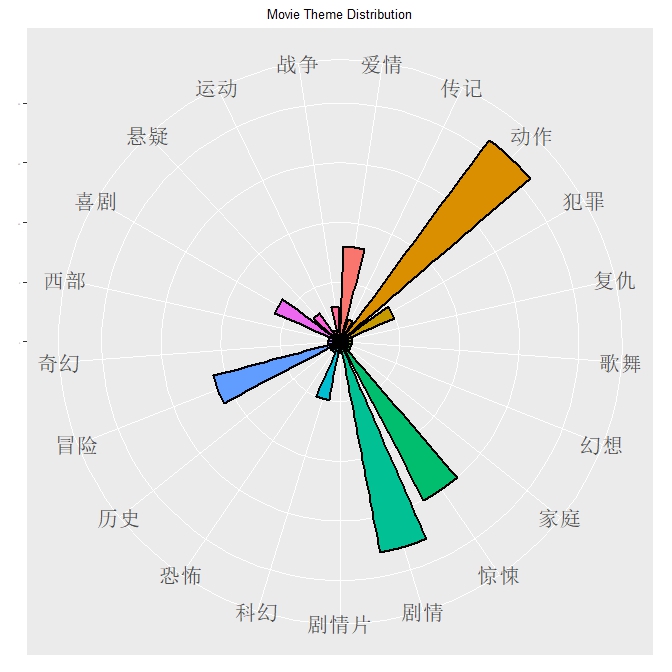 Movie Theme Distribution
爱情
传记
动作
犯罪
复仇
歌舞
幻想
家庭
惊悚
剧情
剧情片
科幻
恐怖
历史
冒险
奇幻
西部
喜剧
悬疑
运动
战争